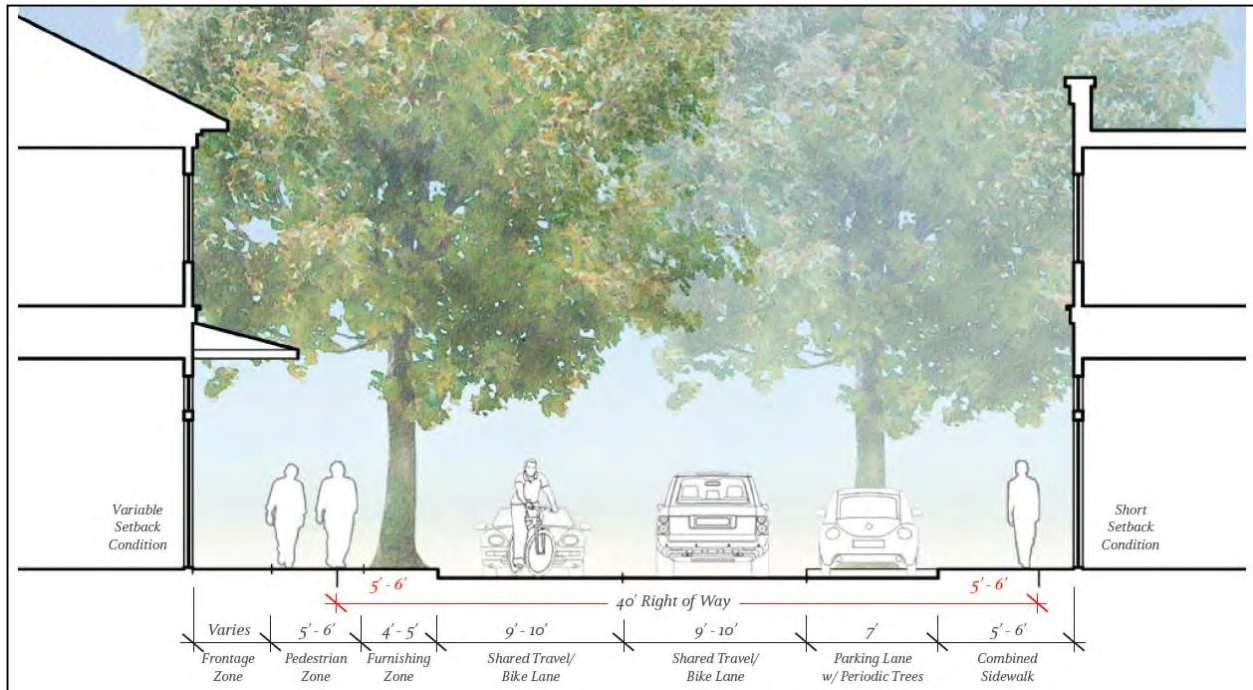 Variable
Setback
Condition
Short
Setback
Condition
5' - 6'
40' Right of Way
5' - 6'
Varies
5' - 6'
4' - 5'
9' - 10'
9' - 10'
7'
5' - 6'
Frontage
Zone
Pedestrian
Zone
Furnishing
Zone
Shared Travel/
Bike Lane
Shared Travel/
Bike Lane
Parking Lane
w/ Periodic Trees
Combined
Sidewalk